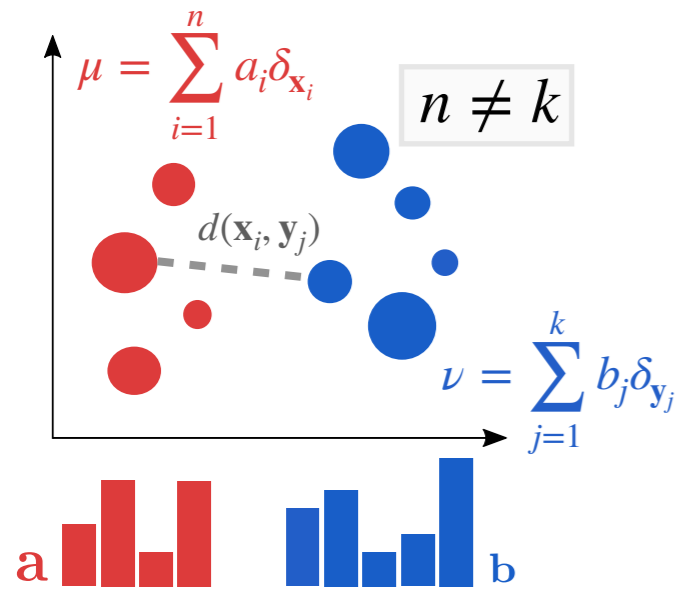 μ = ∑_{i=1}^{n} a_i δ_{𝐱_i}
n ≠ k
d(𝐱_i, 𝐲_j)
ν = ∑_{j=1}^{k} b_j δ_{𝐲_j}
a
b